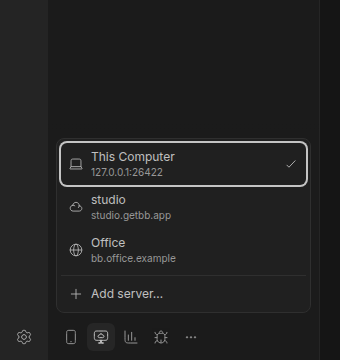 This Computer
127.0.0.1:26422
studio
studio.getbb.app
Office
bb.office.example
Add server...